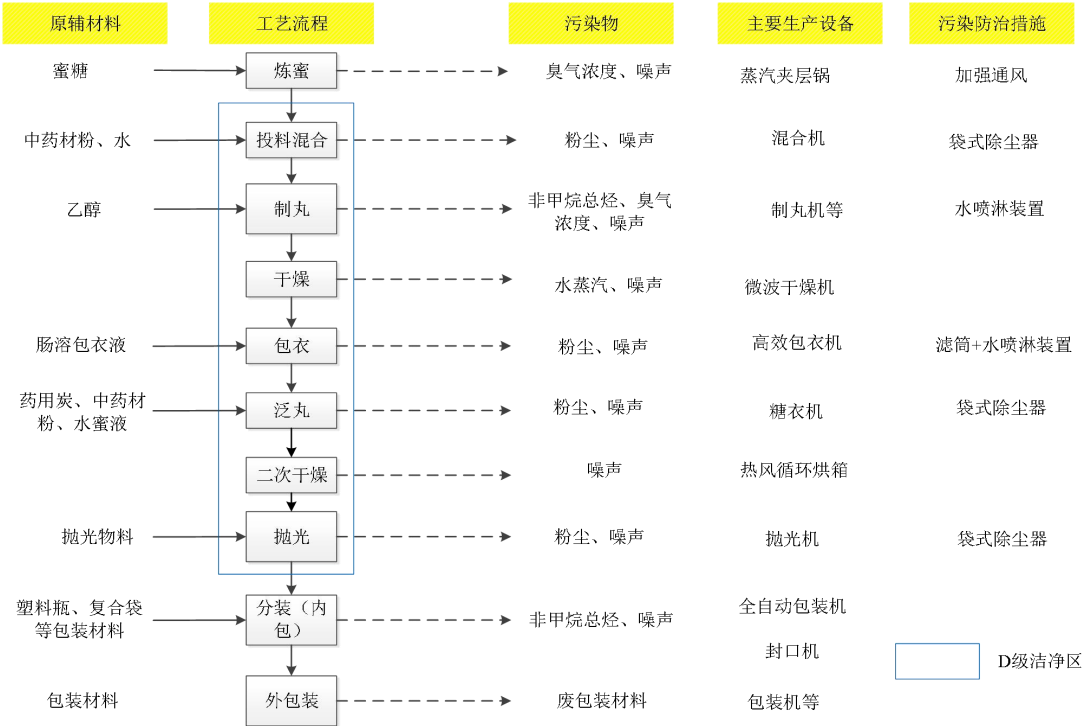 原辅材料 工艺流程 污染物 主要生产设备 污染防治措施
蜜糖 炼蜜 臭气浓度、噪声 蒸汽夹层锅 加强通风
中药材粉、水 投料混合 粉尘、噪声 混合机 袋式除尘器
乙醇 制丸 非甲烷总烃、臭气
浓度、噪声 制丸机等 水喷淋装置
干燥 水蒸汽、噪声 微波干燥机
肠溶包衣液 包衣 粉尘、噪声 高效包衣机 滤筒+水喷淋装置
药用炭、中药材
粉、水蜜液 泛丸 粉尘、噪声 糖衣机 袋式除尘器
二次干燥 噪声 热风循环烘箱
抛光物料 抛光 粉尘、噪声 抛光机 袋式除尘器
塑料瓶、复合袋
等包装材料 分装（内
包） 非甲烷总烃、噪声 全自动包装机
封口机 D级洁净区
包装材料 外包装 废包装材料 包装机等